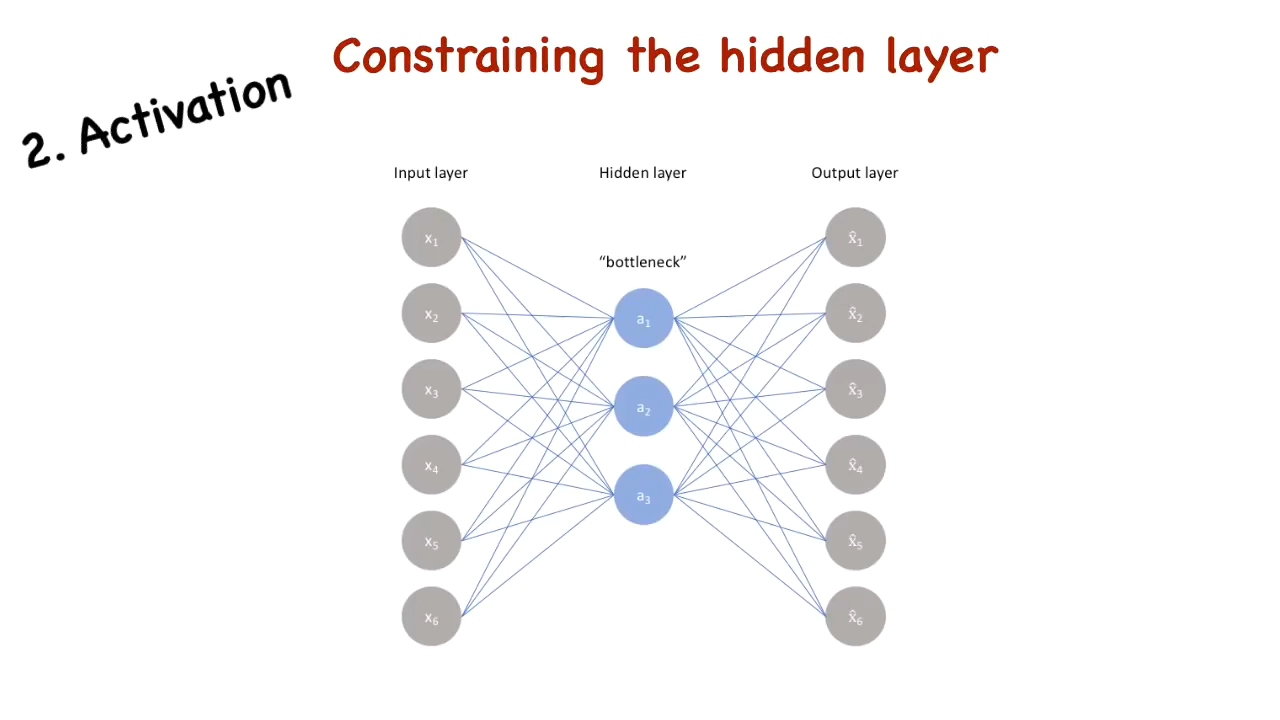 Constraining the hidden layer
2. Activation
Input layer
Hidden layer
Output layer
“bottleneck”
x₁
x₂
x₃
x₄
x₅
x₆
a₁
a₂
a₃
x̂₁
x̂₂
x̂₃
x̂₄
x̂₅
x̂₆